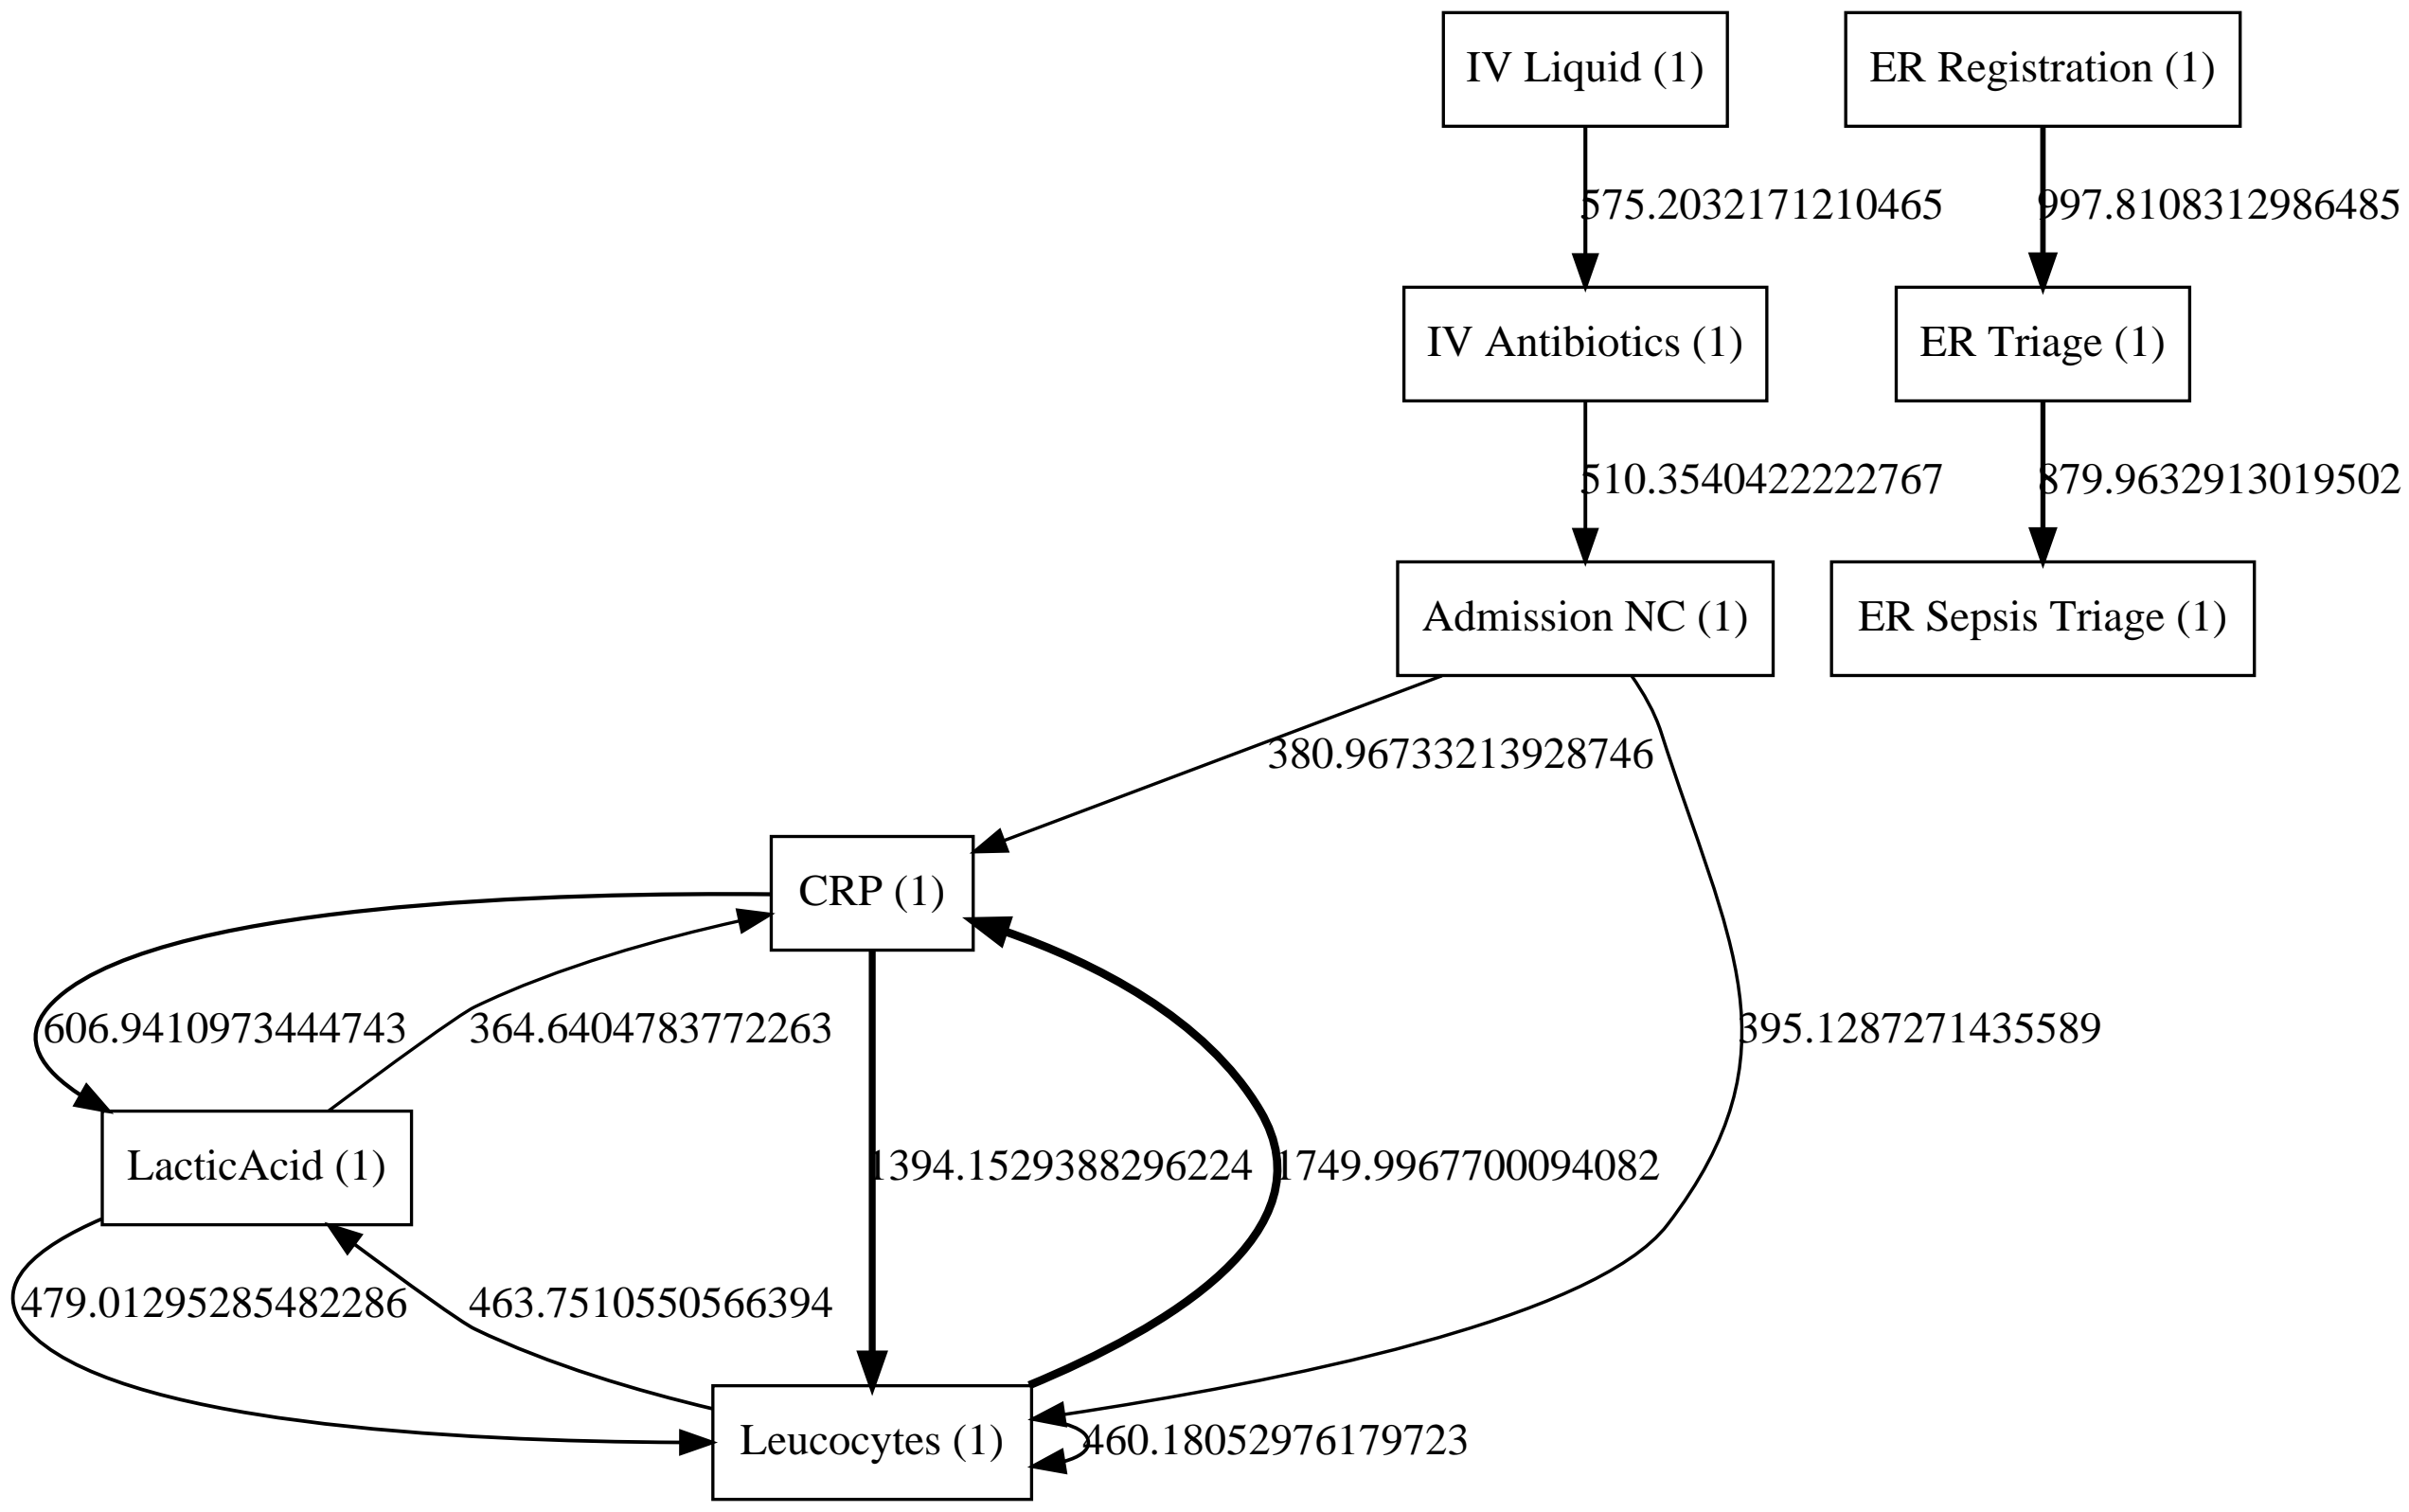 IV Liquid (1)
ER Registration (1)
575.2032171210465
997.8108312986485
IV Antibiotics (1)
ER Triage (1)
510.3540422222767
879.9632913019502
Admission NC (1)
ER Sepsis Triage (1)
380.96733213928746
CRP (1)
606.9410973444743
364.6404783772263
395.1287271435589
LacticAcid (1)
1394.1529388296224
1749.9967700094082
479.01295285482286
463.7510550566394
Leucocytes (1)
460.18052976179723